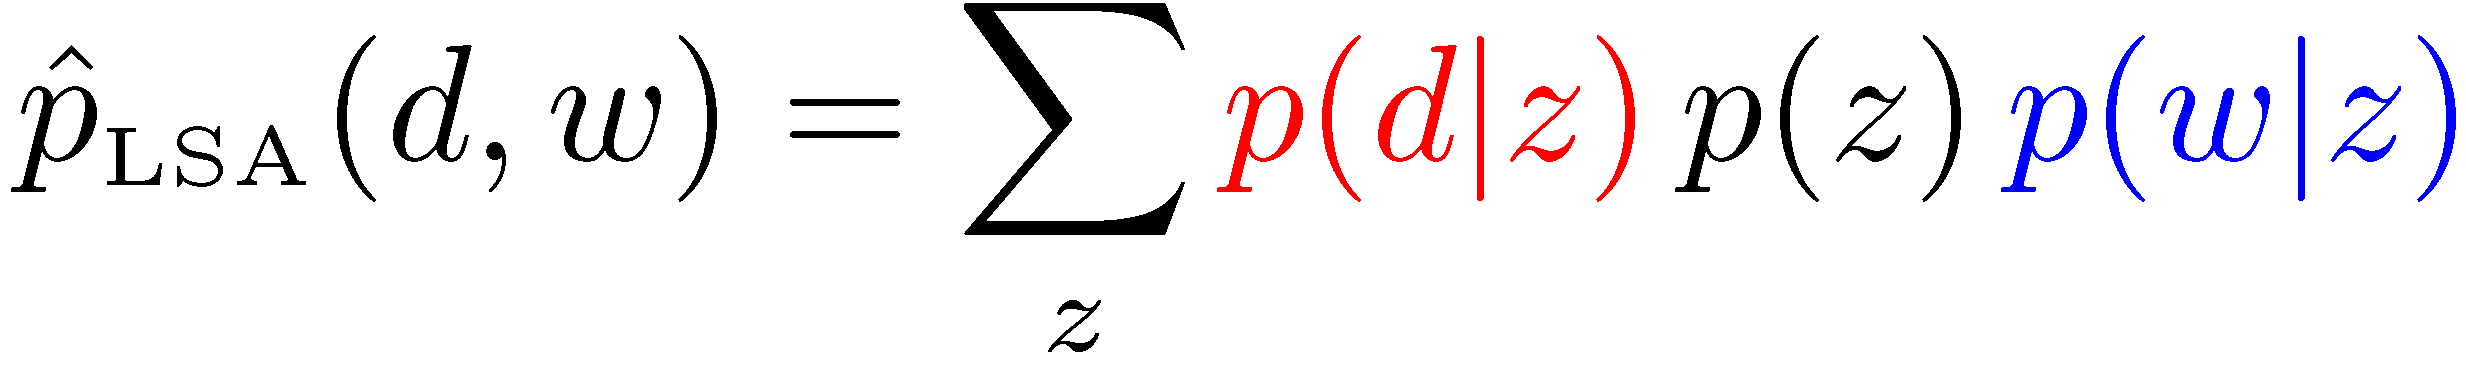 p̂_LSA(d, w) = ∑_z p(d|z) p(z) p(w|z)